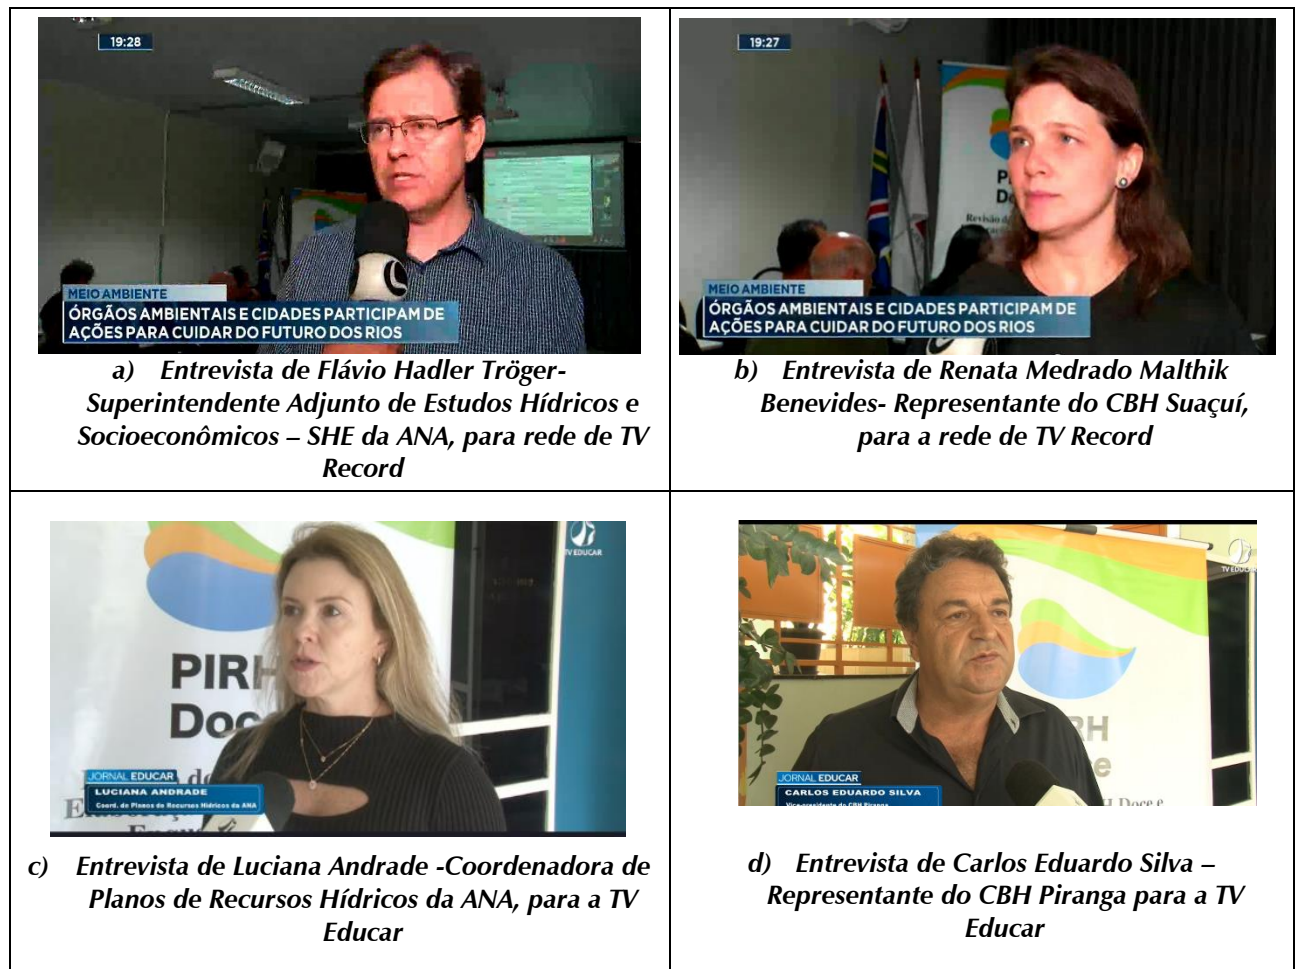 19:28
MEIO AMBIENTE
ÓRGÃOS AMBIENTAIS E CIDADES PARTICIPAM DE
AÇÕES PARA CUIDAR DO FUTURO DOS RIOS
a) Entrevista de Flávio Hadler Tröger-
Superintendente Adjunto de Estudos Hídricos e
Socioeconômicos – SHE da ANA, para rede de TV
Record
19:27
Revisão d
MEIO AMBIENTE
ÓRGÃOS AMBIENTAIS E CIDADES PARTICIPAM DE
AÇÕES PARA CUIDAR DO FUTURO DOS RIOS
b) Entrevista de Renata Medrado Malthik
Benevides- Representante do CBH Suaçuí,
para a rede de TV Record
TV EDUCAR
PIRH
Doc
JORNAL EDUCAR
LUCIANA ANDRADE
Coord. de Planos de Recursos Hídricos da ANA
c) Entrevista de Luciana Andrade -Coordenadora de
Planos de Recursos Hídricos da ANA, para a TV
Educar
TV EDUCAR
RH
e
H Doce e
JORNAL EDUCAR
CARLOS EDUARDO SILVA
Vice-presidente do CBH Piranga
d) Entrevista de Carlos Eduardo Silva –
Representante do CBH Piranga para a TV
Educar